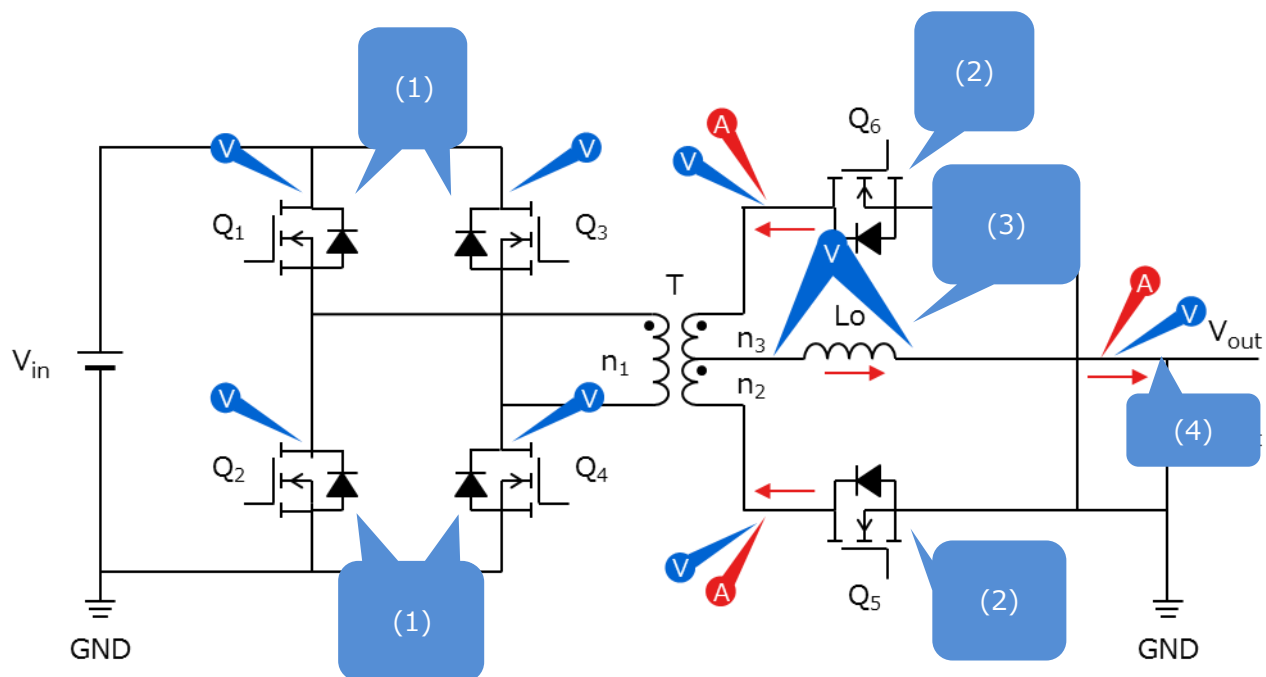 (1)
(2)
Q₆
A
V
V
V
Q₁
Q₃
(3)
V
T
A
V
Lo
Vout
Vin
n₁
n₃
n₂
V
V
(4)
Q₂
Q₄
V
A
Q₅
(1)
(2)
GND
GND